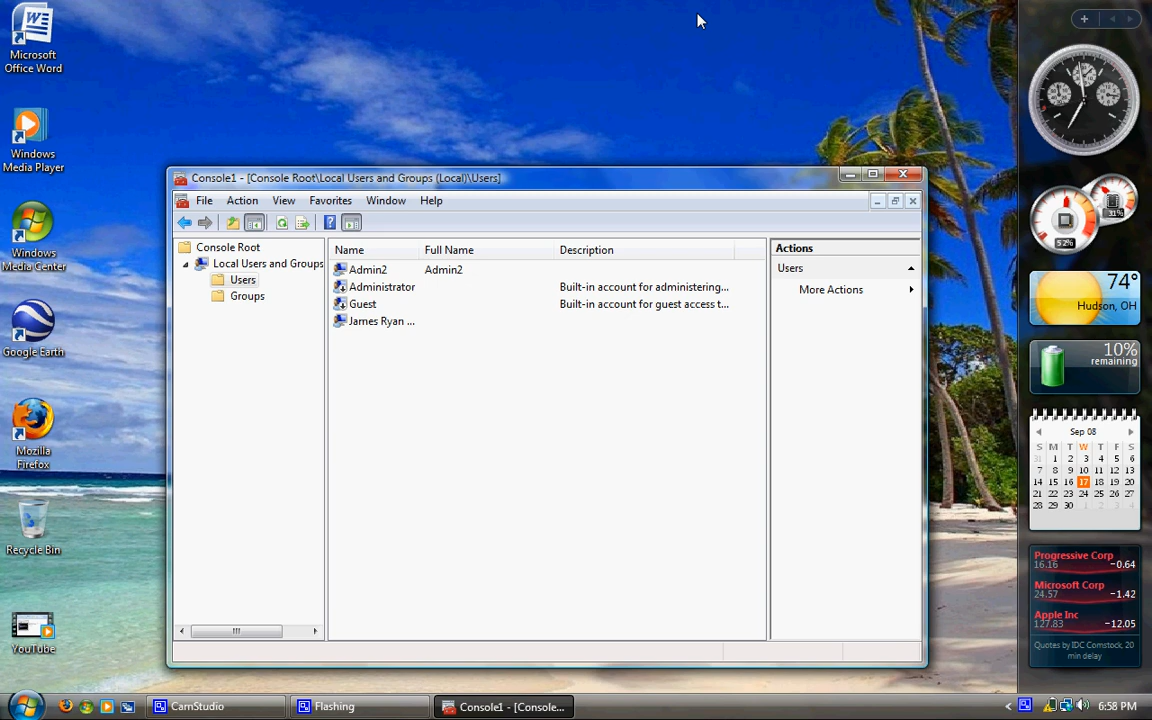 Microsoft
Office Word
Windows
Media Player
Windows
Media Center
Google Earth
Mozilla
Firefox
Recycle Bin
YouTube
Console1 - [Console Root\Local Users and Groups (Local)\Users]
File Action View Favorites Window Help
Console Root
Local Users and Groups
Users
Groups
Name Full Name Description
Admin2 Admin2
Administrator Built-in account for administering...
Guest Built-in account for guest access t...
James Ryan ...
Actions
Users
More Actions
31%
52%
74°
Hudson, OH
10%
remaining
Sep 08
S M T W T F S
31 1 2 3 4 5 6
7 8 9 10 11 12 13
14 15 16 17 18 19 20
21 22 23 24 25 26 27
28 29 30 1 2 3 4
Progressive Corp
16.16 -0.64
Microsoft Corp
24.57 -1.42
Apple Inc
127.83 -12.05
Quotes by IDC Comstock, 20
min delay
CamStudio
Flashing
Console1 - [Console...
6:58 PM